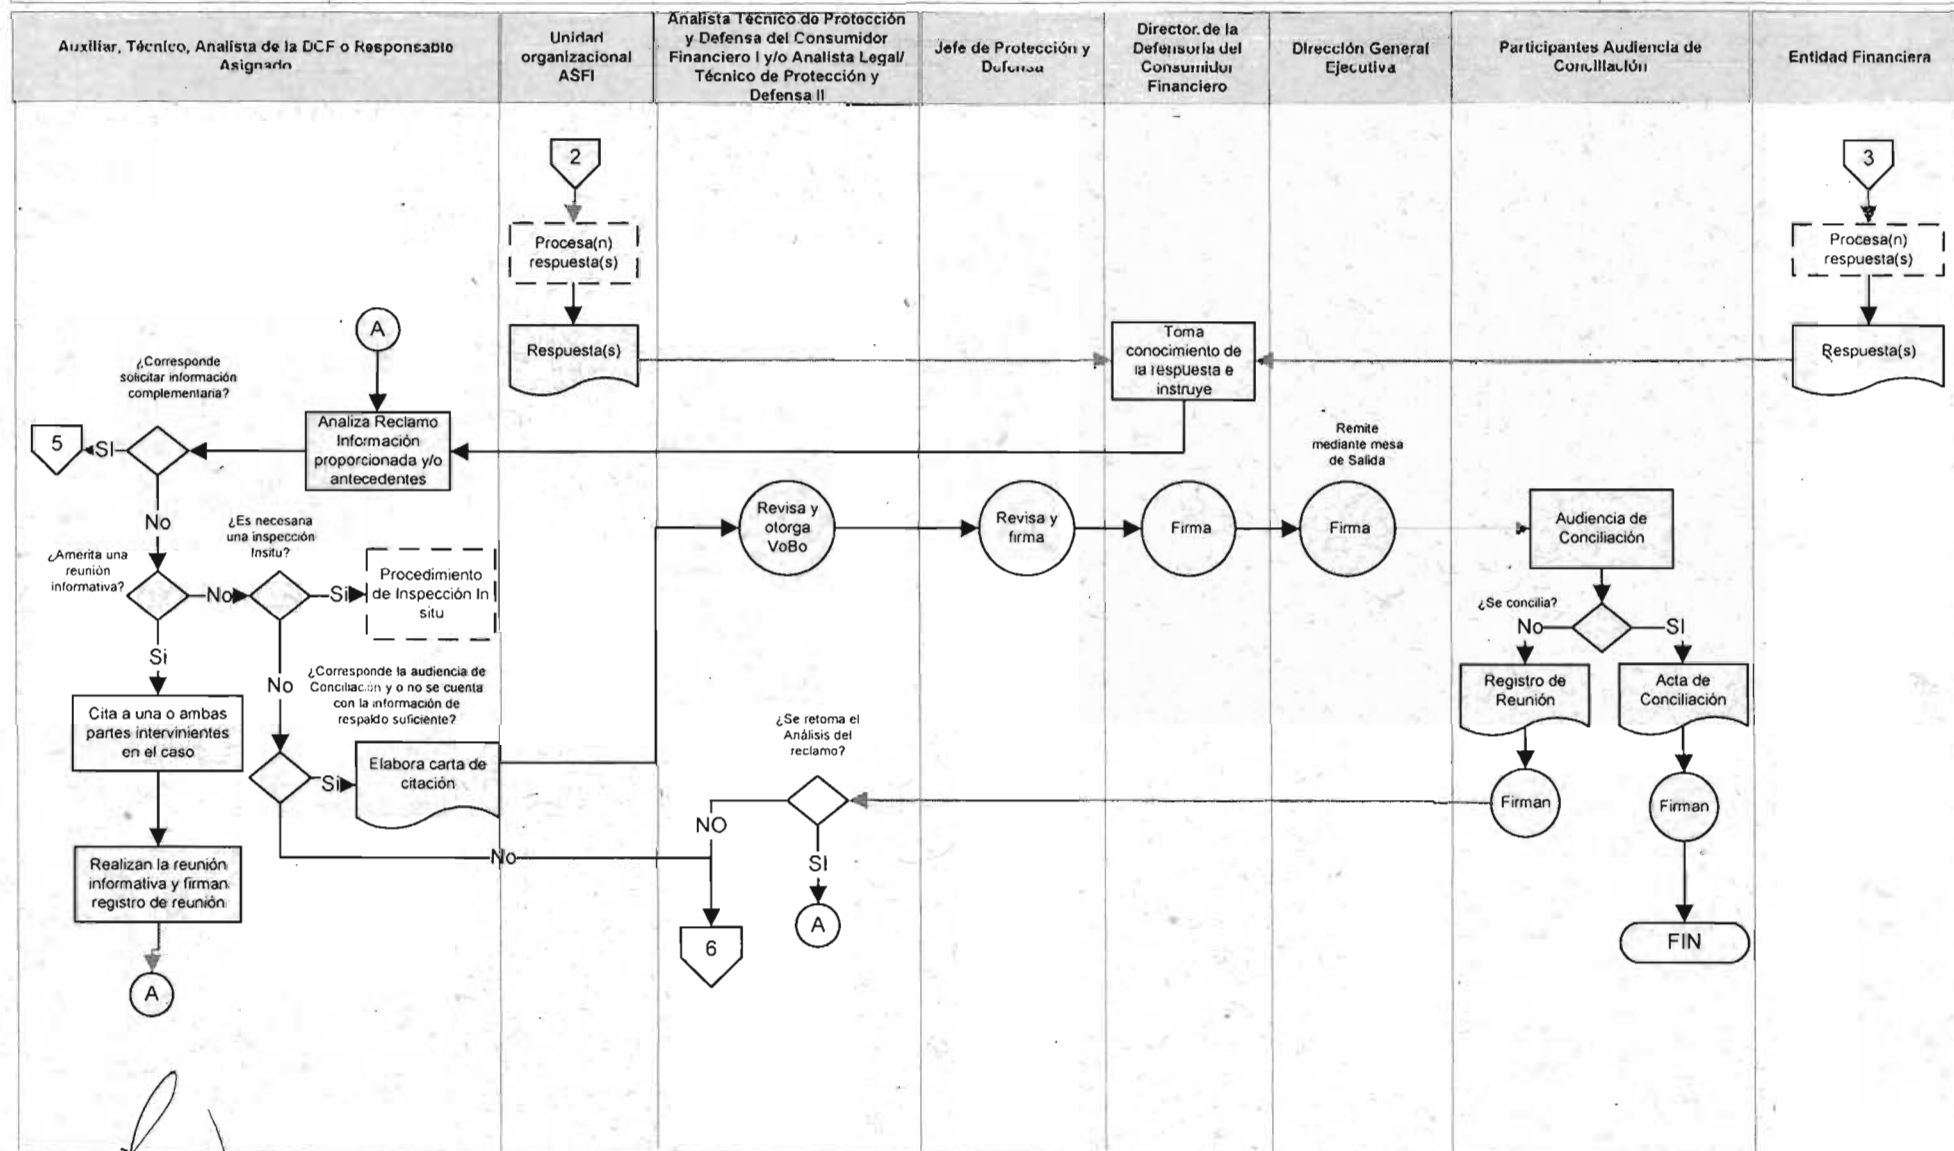 Auxiliar, Técnico, Analista de la DCF o Responsable
Asignado
Unidad
organizacional
ASFI
Analista Técnico de Protección
y Defensa del Consumidor
Financiero I y/o Analista Legal/
Técnico de Protección y
Defensa II
Jefe de Protección y
Defensa
Director de la
Defensoría del
Consumidor
Financiero
Dirección General
Ejecutiva
Participantes Audiencia de
Conciliación
Entidad Financiera
2
3
Procesa(n)
respuesta(s)
Procesa(n)
respuesta(s)
A
Respuesta(s)
Toma
conocimiento de
la respuesta e
instruye
Respuesta(s)
¿Corresponde
solicitar información
complementaria?
5
SI
Analiza Reclamo
Información
proporcionada y/o
antecedentes
Remite
mediante mesa
de Salida
No
¿Es necesaria
una inspección
Insitu?
Revisa y
otorga
VoBo
Revisa y
firma
Firma
Firma
Audiencia de
Conciliación
¿Amerita una
reunión
informativa?
No
Si
Procedimiento
de Inspección In
situ
¿Se concilia?
No
SI
Si
No
¿Corresponde la audiencia de
Conciliación y o no se cuenta
con la información de
respaldo suficiente?
Registro de
Reunión
Acta de
Conciliación
Cita a una o ambas
partes intervinientes
en el caso
¿Se retoma el
Análisis del
reclamo?
Si
Elabora carta de
citación
Firman
Firman
NO
SI
No
Realizan la reunión
informativa y firman
registro de reunión
A
6
FIN
A